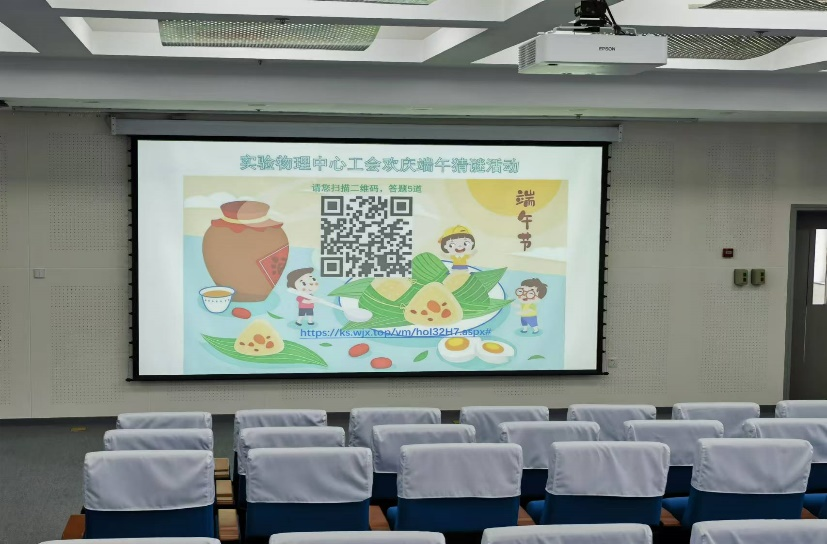 EPSON
实验物理中心工会欢庆端午猜谜活动
请您扫描二维码，答题5道
端午节
https://ks.wjx.top/vm/hol32H7.aspx#